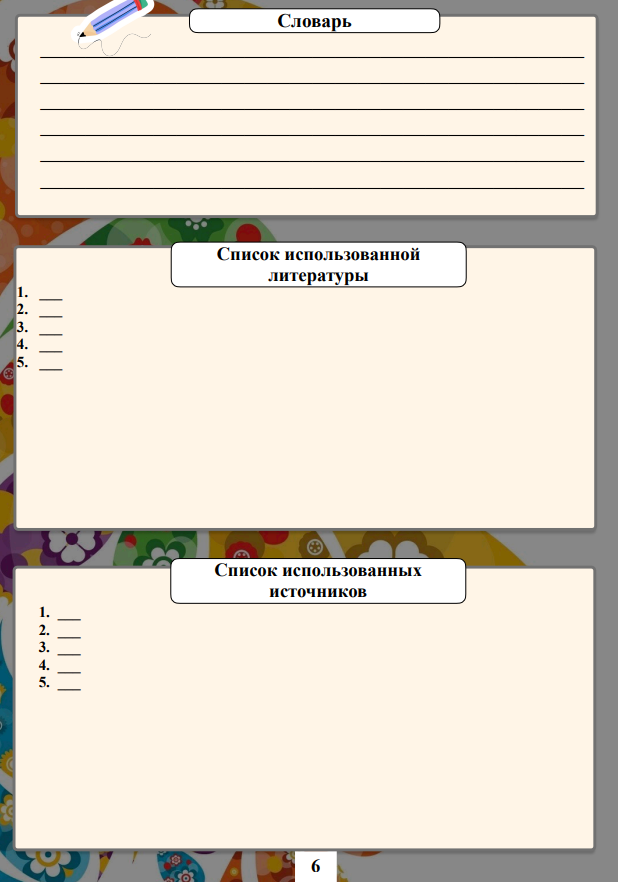 Словарь
Список использованной
литературы
1. ___
2. ___
3. ___
4. ___
5. ___
Список использованных
источников
1. ___
2. ___
3. ___
4. ___
5. ___
6